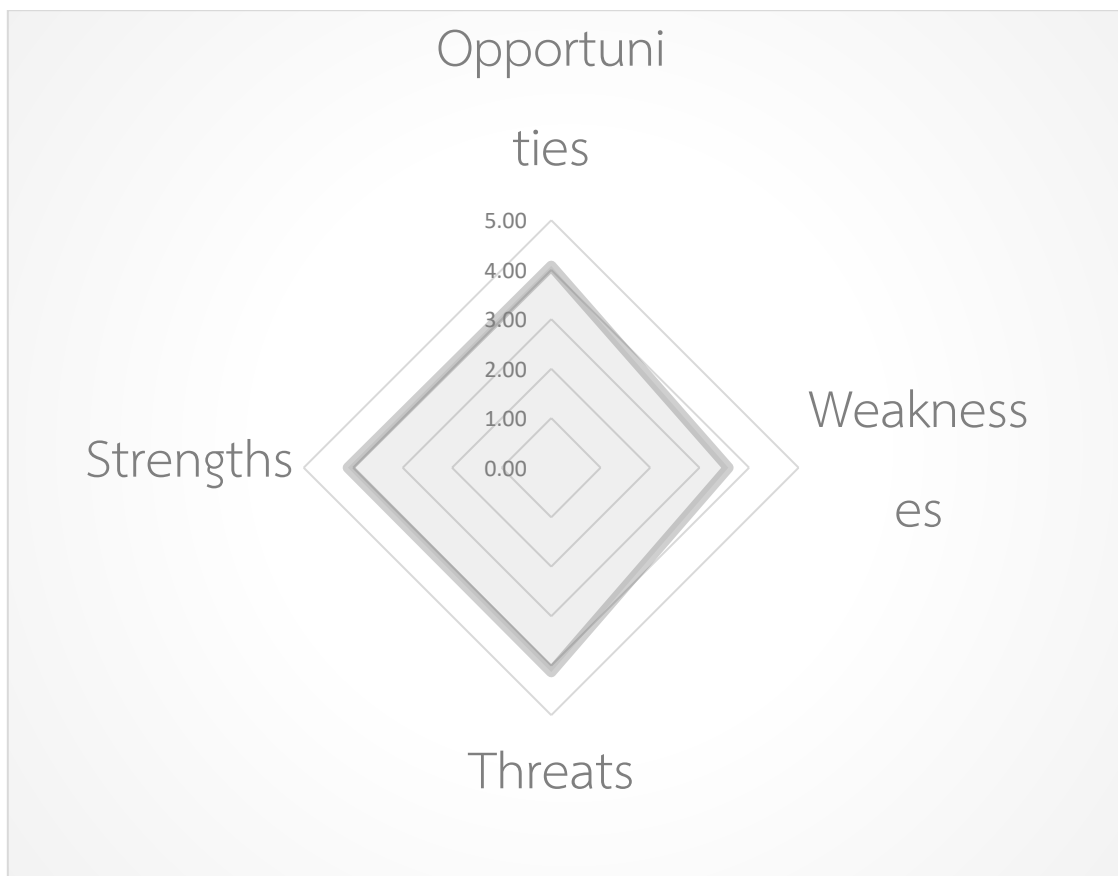 Opportuni
ties
5.00
4.00
3.00
2.00
1.00
0.00
Weakness
es
Strengths
Threats